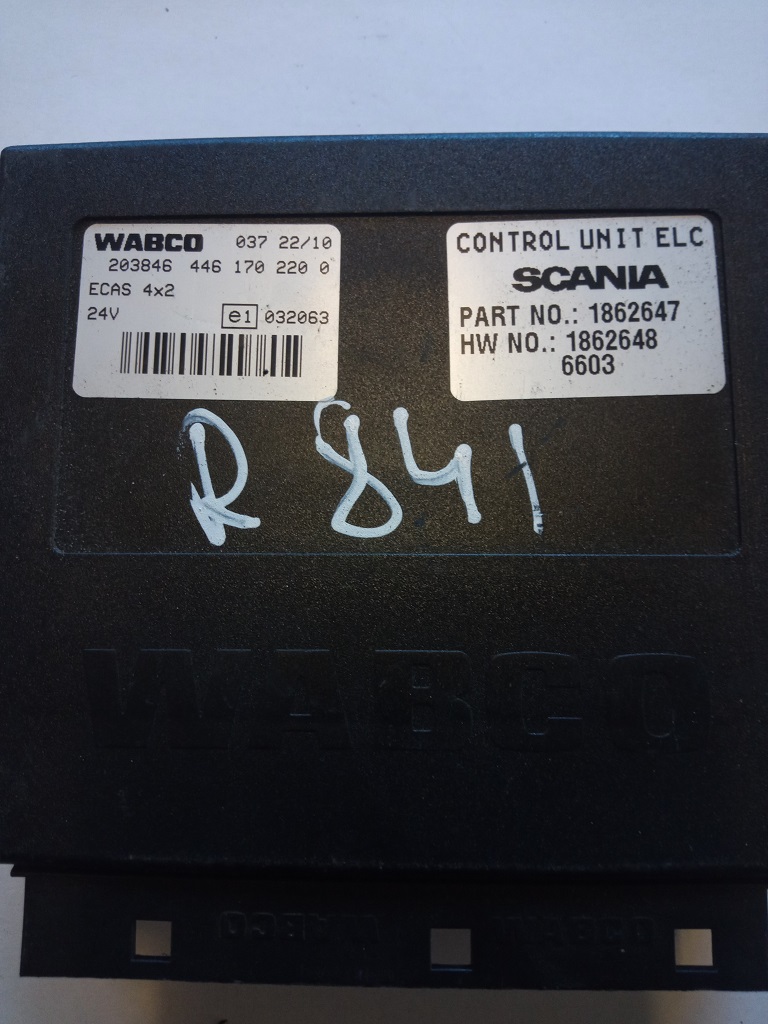 WABCO 037 22/10
203846 446 170 220 0
ECAS 4x2
24V e1 032063
CONTROL UNIT ELC
SCANIA
PART NO.: 1862647
HW NO.: 1862648
6603
R 841
WABCO
WABCO